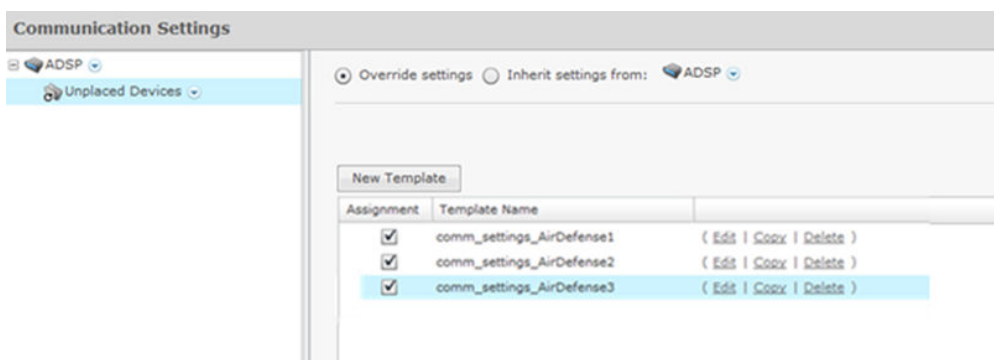 Communication Settings
ADSP
Unplaced Devices
Override settings Inherit settings from: ADSP
New Template
Assignment Template Name
comm_settings_AirDefense1 ( Edit | Copy | Delete )
comm_settings_AirDefense2 ( Edit | Copy | Delete )
comm_settings_AirDefense3 ( Edit | Copy | Delete )